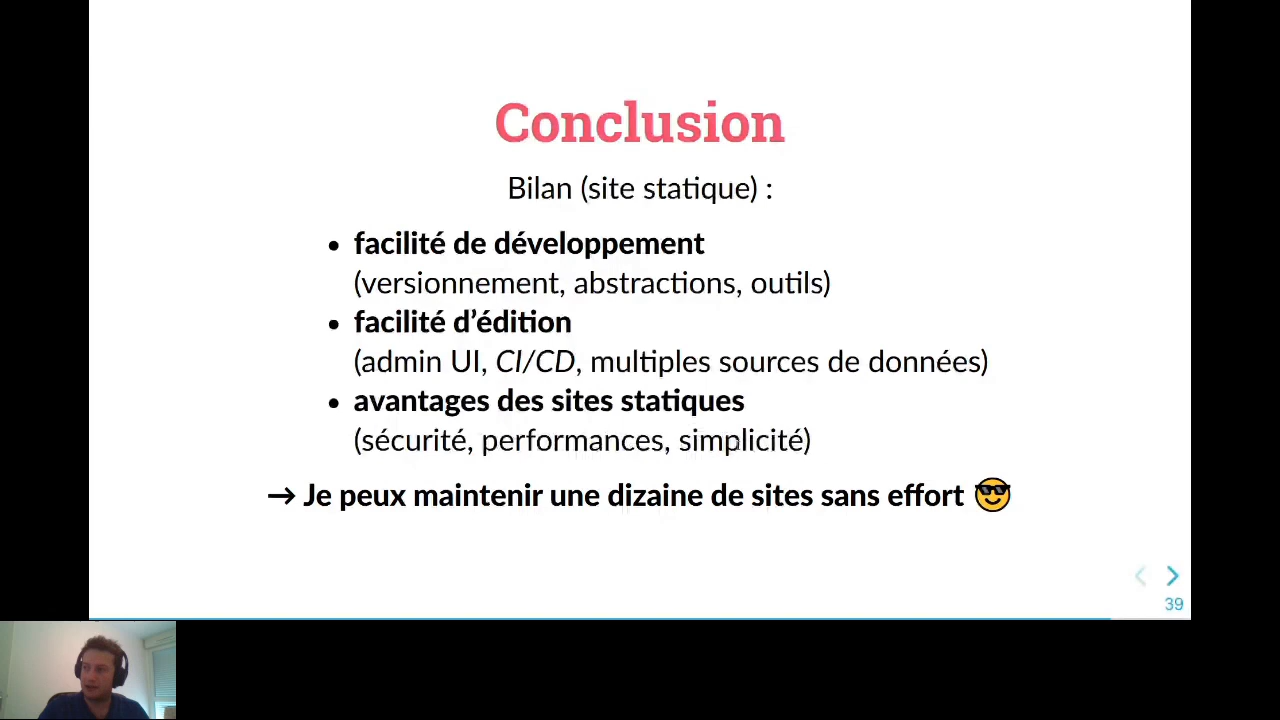 Conclusion
Bilan (site statique) :
• facilité de développement
(versionnement, abstractions, outils)
• facilité d’édition
(admin UI, CI/CD, multiples sources de données)
• avantages des sites statiques
(sécurité, performances, simplicité)
→ Je peux maintenir une dizaine de sites sans effort 😎
39